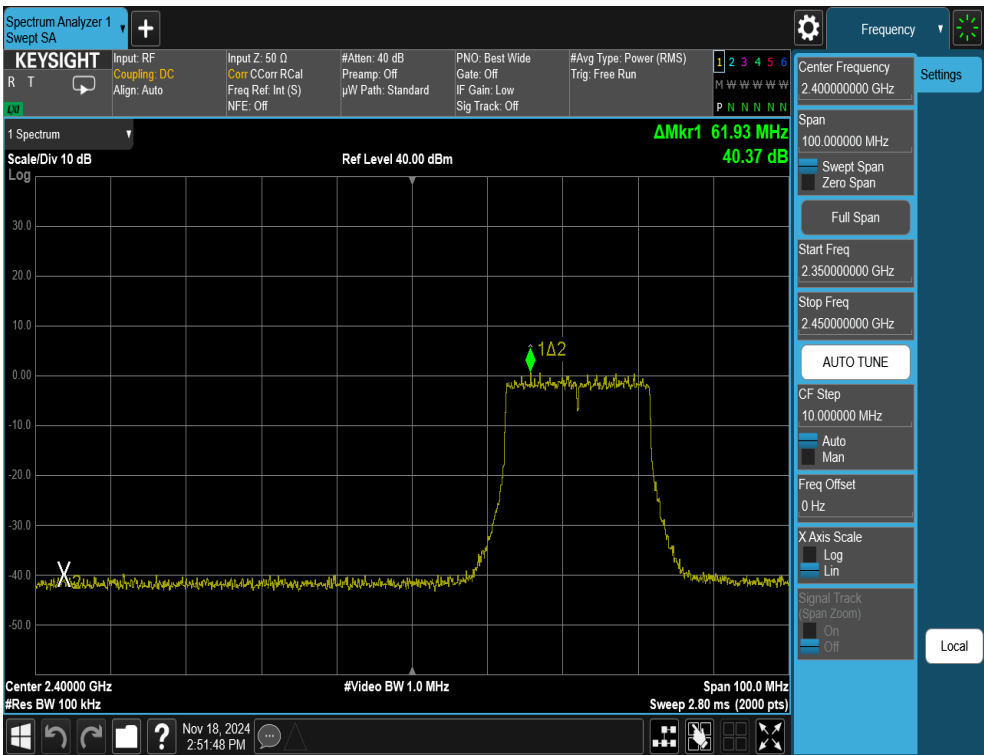 Spectrum Analyzer 1
Swept SA
Frequency
KEYSIGHT
R T
LXI
Input: RF
Coupling: DC
Align: Auto
Input Z: 50 Ω
Corr CCorr RCal
Freq Ref: Int (S)
NFE: Off
#Atten: 40 dB
Preamp: Off
µW Path: Standard
PNO: Best Wide
Gate: Off
IF Gain: Low
Sig Track: Off
#Avg Type: Power (RMS)
Trig: Free Run
1 2 3 4 5 6
M W W W W W
P N N N N N
1 Spectrum
Scale/Div 10 dB
Log
Ref Level 40.00 dBm
ΔMkr1 61.93 MHz
40.37 dB
30.0
20.0
10.0
0.00
-10.0
-20.0
-30.0
-40.0
-50.0
1Δ2
X2
Center 2.40000 GHz
#Res BW 100 kHz
#Video BW 1.0 MHz
Span 100.0 MHz
Sweep 2.80 ms (2000 pts)
Center Frequency
2.400000000 GHz
Settings
Span
100.000000 MHz
Swept Span
Zero Span
Full Span
Start Freq
2.350000000 GHz
Stop Freq
2.450000000 GHz
AUTO TUNE
CF Step
10.000000 MHz
Auto
Man
Freq Offset
0 Hz
X Axis Scale
Log
Lin
Signal Track
(Span Zoom)
On
Off
Local
Nov 18, 2024
2:51:48 PM